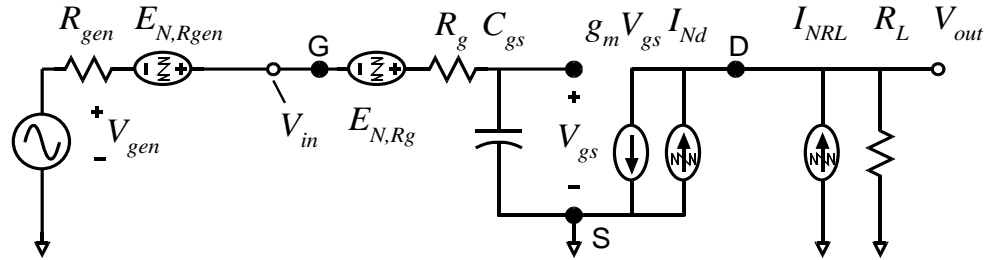 R_gen E_N,Rgen R_g C_gs g_m V_gs I_Nd I_NRL R_L V_out
G D
- N N + - N N +
+ V_gen - V_in E_N,Rg + V_gs - N N N N
S